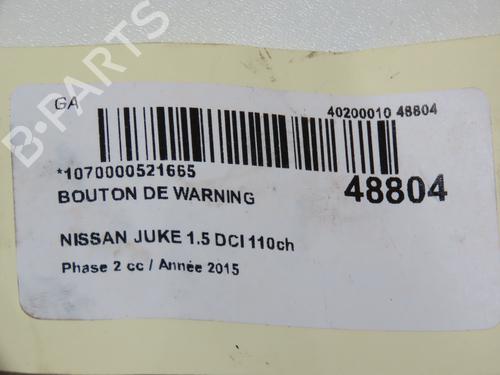 B-PARTS
GA
40200010 48804
*1070000521665
48804
BOUTON DE WARNING
NISSAN JUKE 1.5 DCI 110ch
Phase 2 cc / Année 2015